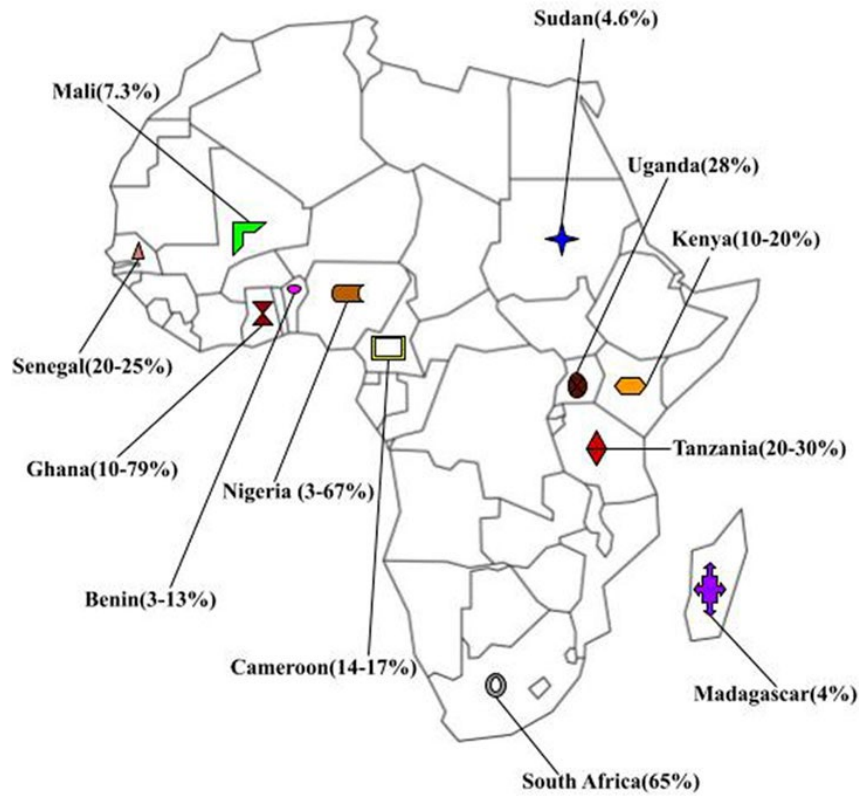 Sudan(4.6%)
Mali(7.3%)
Uganda(28%)
Kenya(10-20%)
Senegal(20-25%)
Tanzania(20-30%)
Ghana(10-79%)
Nigeria (3-67%)
Benin(3-13%)
Cameroon(14-17%)
Madagascar(4%)
South Africa(65%)